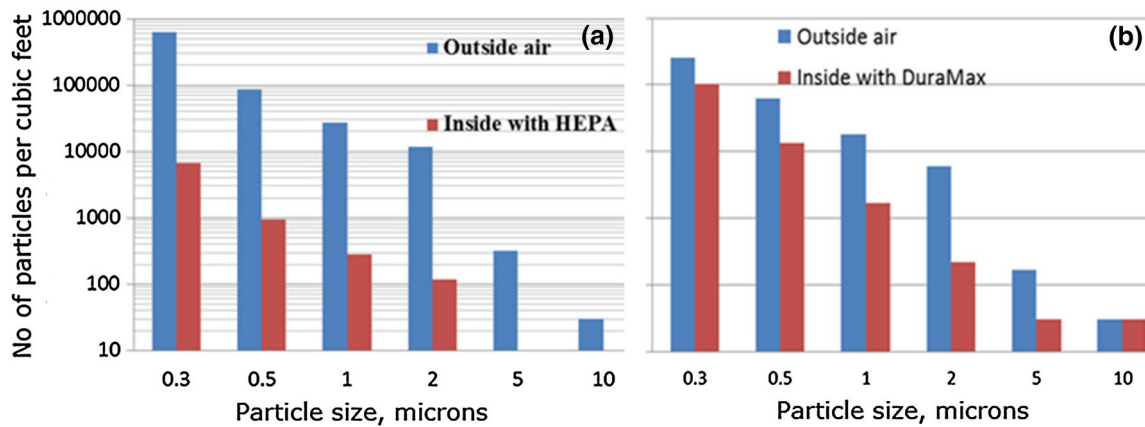 No of particles per cubic feet
1000000
100000
10000
1000
100
10
(a)
Outside air
Inside with HEPA
0.3 0.5 1 2 5 10
Particle size, microns
(b)
Outside air
Inside with DuraMax
0.3 0.5 1 2 5 10
Particle size, microns